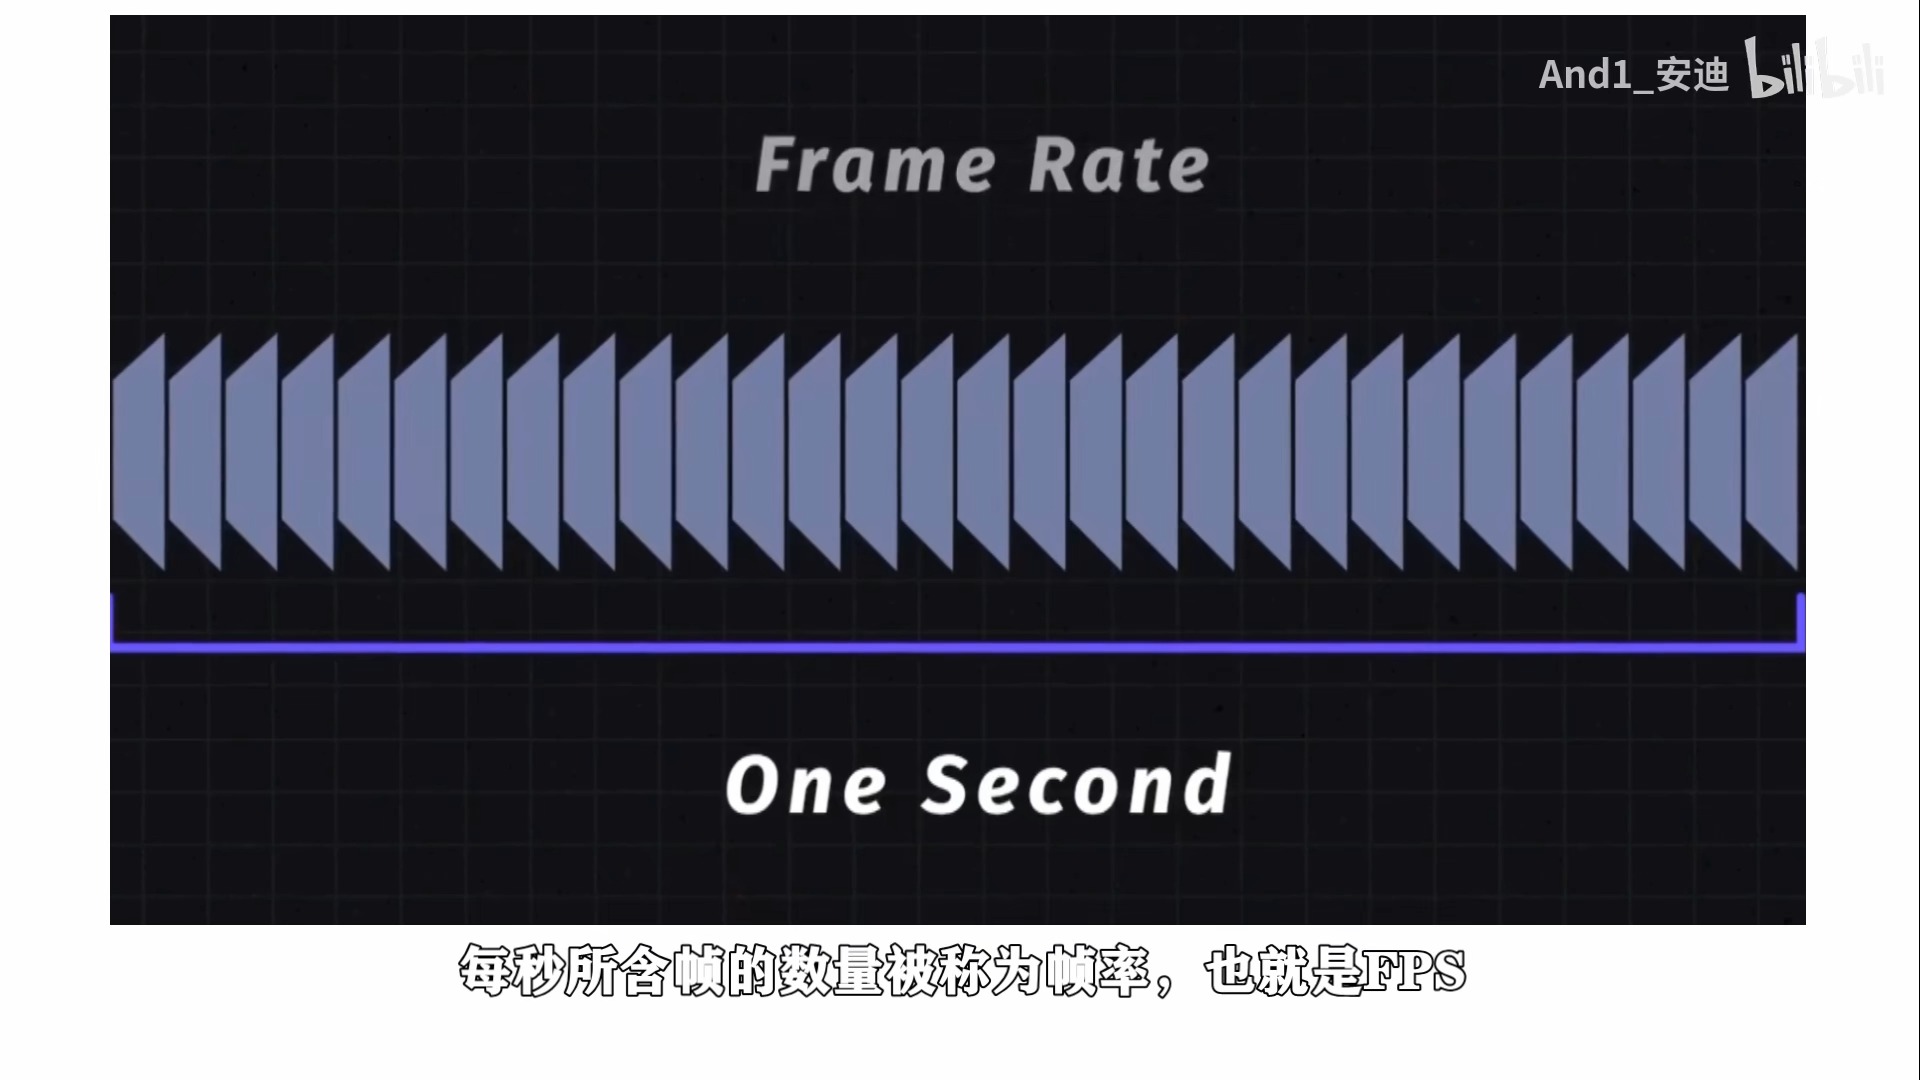 And1_安迪 bilibili
Frame Rate
One Second
每秒所含帧的数量被称为帧率，也就是FPS